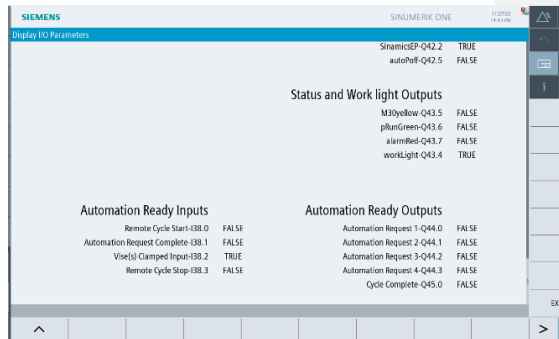 SIEMENS
SINUMERIK ONE
Display I/O Parameters
SinamicsEP-Q42.2 TRUE
autoPoff-Q42.5 FALSE
Status and Work light Outputs
M30yellow-Q43.5 FALSE
pRunGreen-Q43.6 FALSE
alarmRed-Q43.7 FALSE
workLight-Q43.4 TRUE
Automation Ready Inputs
Remote Cycle Start-I38.0 FALSE
Automation Request Complete-I38.1 FALSE
Vise(s) Clamped Input-I38.2 TRUE
Remote Cycle Stop-I38.3 FALSE
Automation Ready Outputs
Automation Request 1-Q44.0 FALSE
Automation Request 2-Q44.1 FALSE
Automation Request 3-Q44.2 FALSE
Automation Request 4-Q44.3 FALSE
Cycle Complete-Q45.0 FALSE
EX